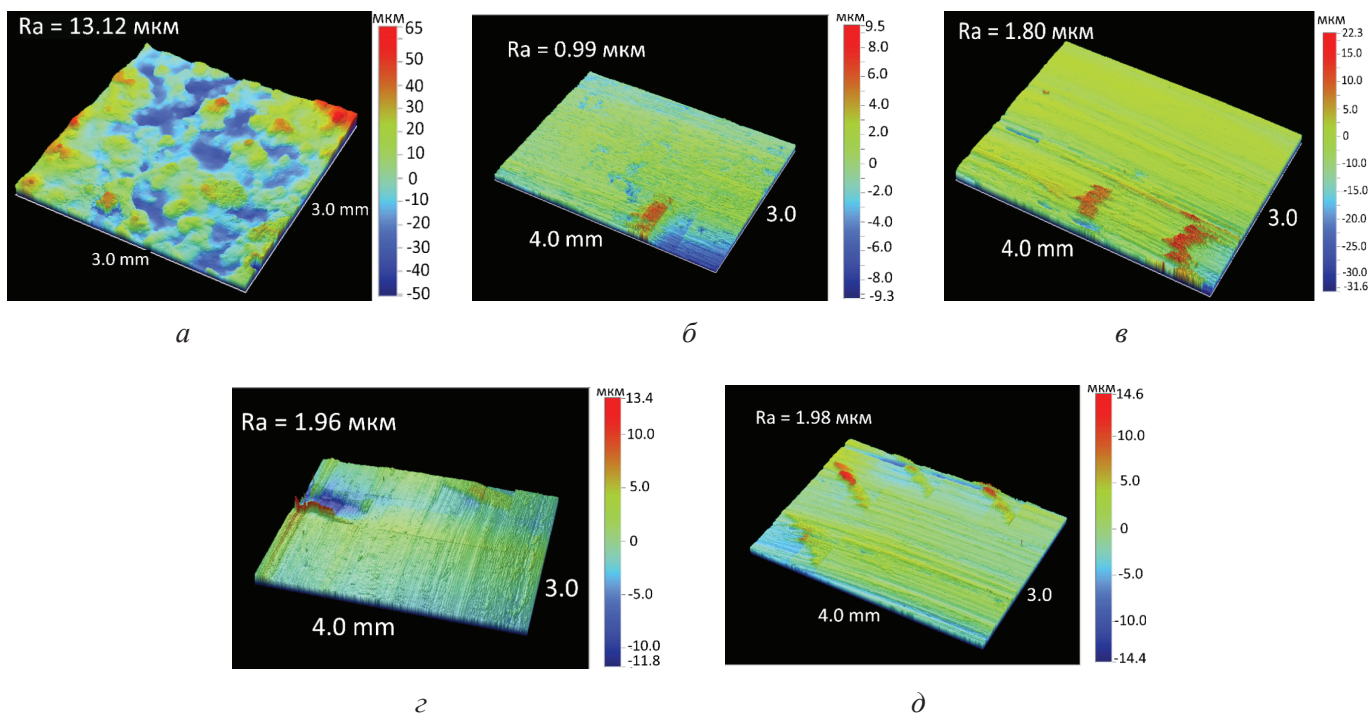 Ra = 13.12 мкм
мкм
65
50
40
30
20
10
0
-10
-20
-30
-40
-50
3.0 mm
3.0 mm
а
Ra = 0.99 мкм
мкм
9.5
8.0
6.0
4.0
2.0
0
-2.0
-4.0
-6.0
-8.0
-9.3
4.0 mm
3.0
б
Ra = 1.80 мкм
мкм
22.3
15.0
10.0
5.0
0
-10.0
-15.0
-20.0
-25.0
-30.0
-31.6
4.0 mm
3.0
в
Ra = 1.96 мкм
мкм
13.4
10.0
5.0
0
-5.0
-10.0
-11.8
4.0 mm
3.0
г
Ra = 1.98 мкм
мкм
14.6
10.0
5.0
0
-5.0
-10.0
-14.4
4.0 mm
3.0
д